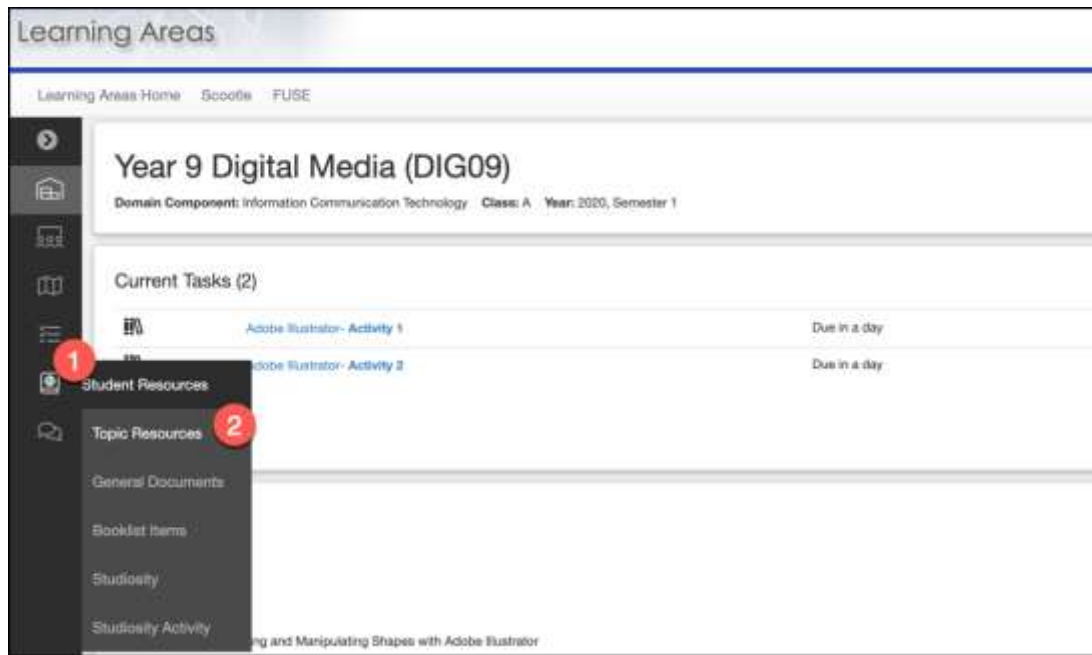 Learning Areas
Learning Areas Home Scootle FUSE
Year 9 Digital Media (DIG09)
Domain Component: Information Communication Technology Class: A Year: 2020, Semester 1
Current Tasks (2)
Adobe Illustrator- Activity 1 Due in a day
Adobe Illustrator- Activity 2 Due in a day
1
Student Resources
Topic Resources 2
General Documents
Booklist Items
Studiosity
Studiosity Activity
ng and Manipulating Shapes with Adobe Illustrator